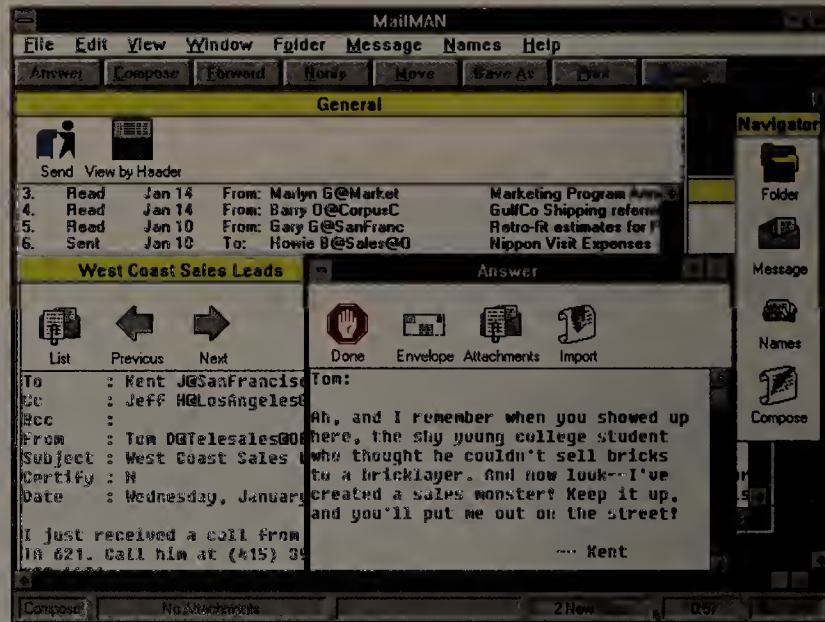 MailMAN
File Edit View Window Folder Message Names Help
Answer Compose Forward Move Save As Print
General
Send View by Header
3. Read Jan 14 From: Marlyn G@Market Marketing Program
4. Read Jan 14 From: Barry O@CorpusC GulfCo Shipping
5. Read Jan 10 From: Gary G@SanFranc Retro-fit estimates for
6. Sent Jan 10 To: Howie B@Sales@O Nippon Visit Expenses
Navigator
Folder
Message
Names
Compose
West Coast Sales Leads
List Previous Next
To : Kent J@SanFrancisc
Cc : Jeff H@LosAngeles@
Bcc :
From : Tom D@Telesales@OB
Subject : West Coast Sales
Certify : N
Date : Wednesday, January
I just received a call from
in 621. Call him at (415) 39
Answer
Done Envelope Attachments Import
Tom:
Ah, and I remember when you showed up
here, the shy young college student
who thought he couldn't sell bricks
to a bricklayer. And now look--I've
created a sales monster! Keep it up,
and you'll put me out on the street!
-- Kent
Compose No Attachments 2 New 0:57